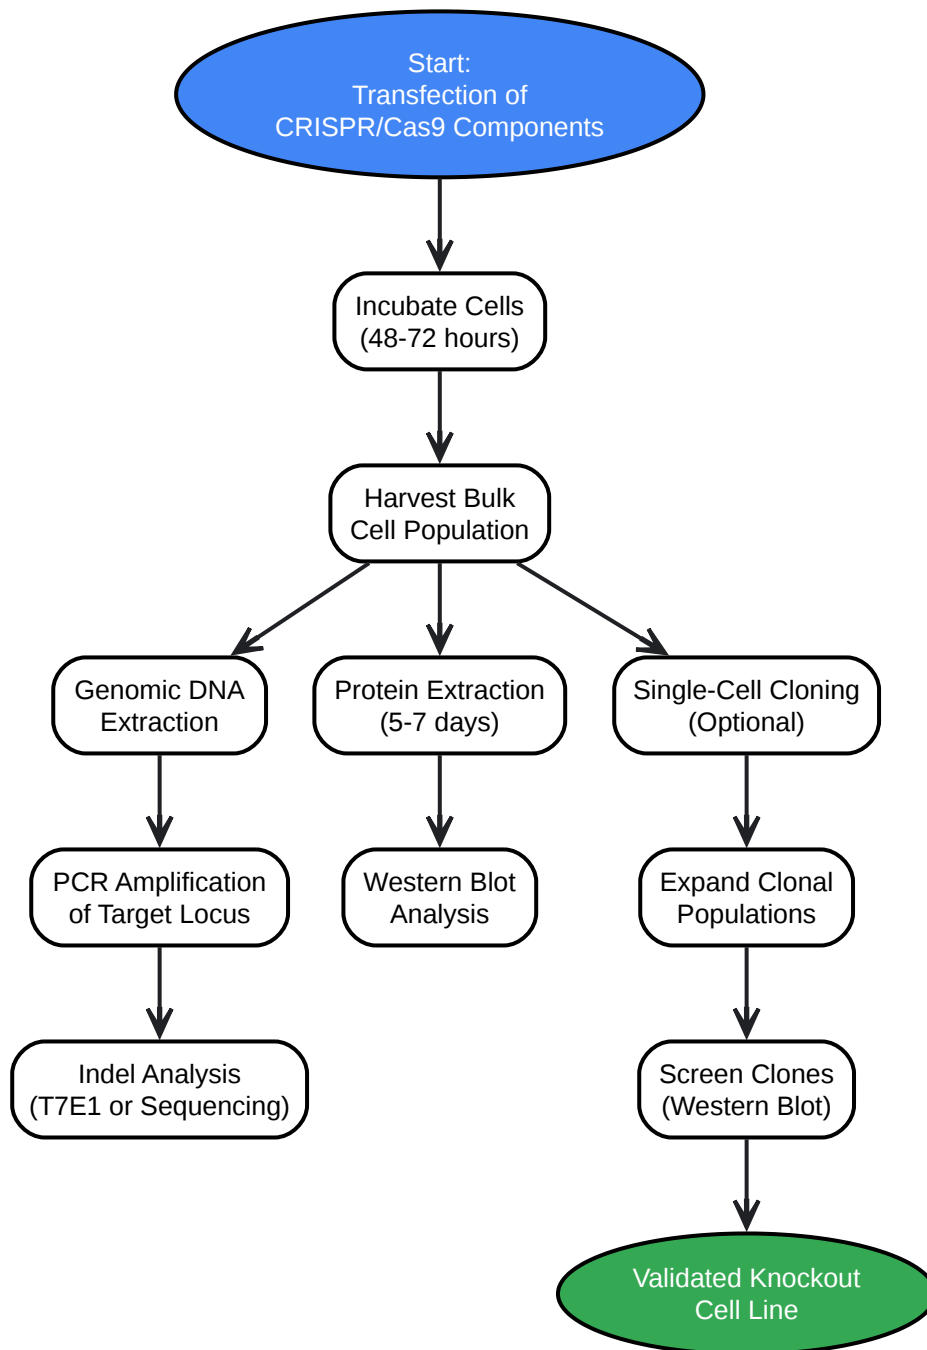 Start:
Transfection of
CRISPR/Cas9 Components
Incubate Cells
(48-72 hours)
Harvest Bulk
Cell Population
Genomic DNA
Extraction
Protein Extraction
(5-7 days)
Single-Cell Cloning
(Optional)
PCR Amplification
of Target Locus
Western Blot
Analysis
Expand Clonal
Populations
Indel Analysis
(T7E1 or Sequencing)
Screen Clones
(Western Blot)
Validated Knockout
Cell Line